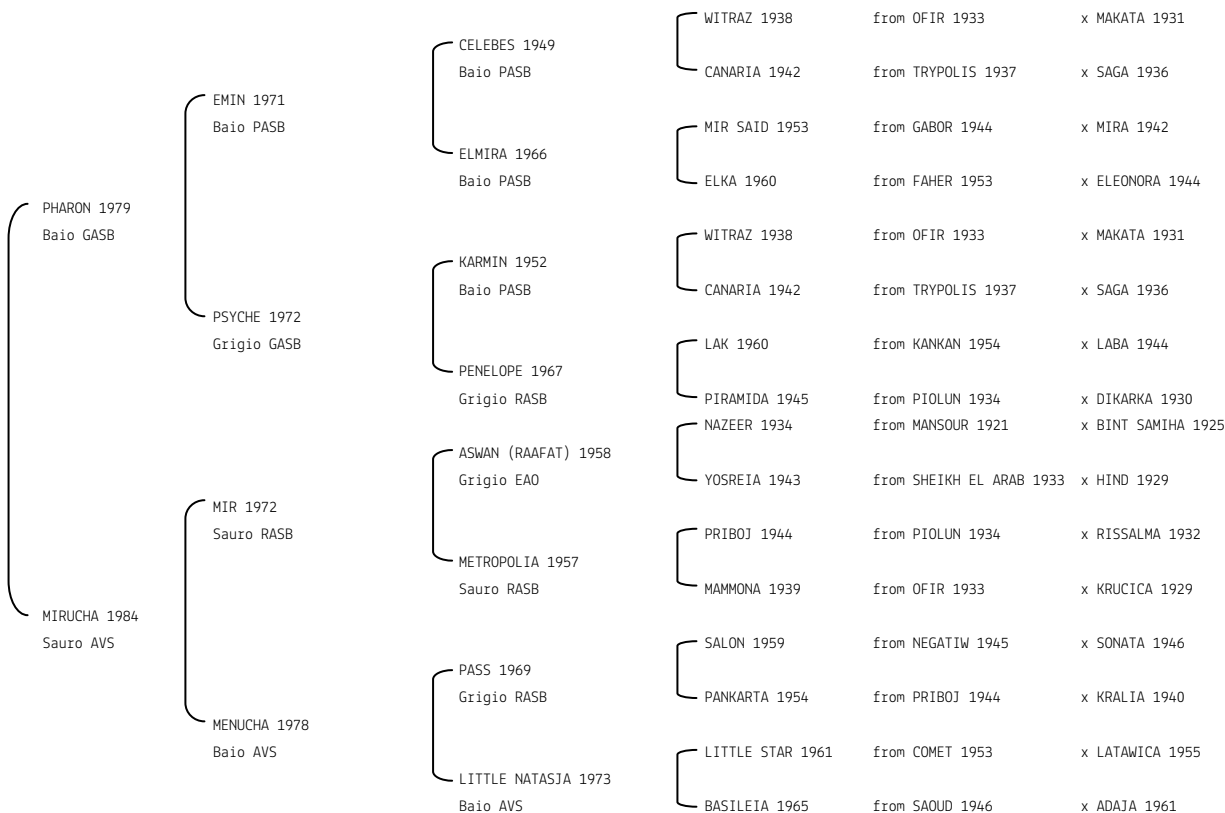 WITRAZ 1938 from OFIR 1933 x MAKATA 1931
CELEBES 1949
Baio PASB CANARIA 1942 from TRYPOLIS 1937 x SAGA 1936
EMIN 1971
Baio PASB MIR SAID 1953 from GABOR 1944 x MIRA 1942
ELMIRA 1966
Baio PASB ELKA 1960 from FAHER 1953 x ELEONORA 1944
PHARON 1979
Baio GASB WITRAZ 1938 from OFIR 1933 x MAKATA 1931
KARMIN 1952
Baio PASB CANARIA 1942 from TRYPOLIS 1937 x SAGA 1936
PSYCHE 1972
Grigio GASB LAK 1960 from KANKAN 1954 x LABA 1944
PENELOPE 1967
Grigio RASB PIRAMIDA 1945 from PIOLUN 1934 x DIKARKA 1930
NAZEER 1934 from MANSOUR 1921 x BINT SAMIHA 1925
ASWAN (RAAFAT) 1958
Grigio EAO YOSREIA 1943 from SHEIKH EL ARAB 1933 x HIND 1929
MIR 1972
Sauro RASB PRIBOJ 1944 from PIOLUN 1934 x RISSALMA 1932
METROPOLIA 1957
Sauro RASB MAMMONA 1939 from OFIR 1933 x KRUCICA 1929
MIRUCHA 1984
Sauro AVS SALON 1959 from NEGATIW 1945 x SONATA 1946
PASS 1969
Grigio RASB PANKARTA 1954 from PRIBOJ 1944 x KRALIA 1940
MENUCHA 1978
Baio AVS LITTLE STAR 1961 from COMET 1953 x LATAWICA 1955
LITTLE NATASJA 1973
Baio AVS BASILEIA 1965 from SAOUD 1946 x ADAJA 1961